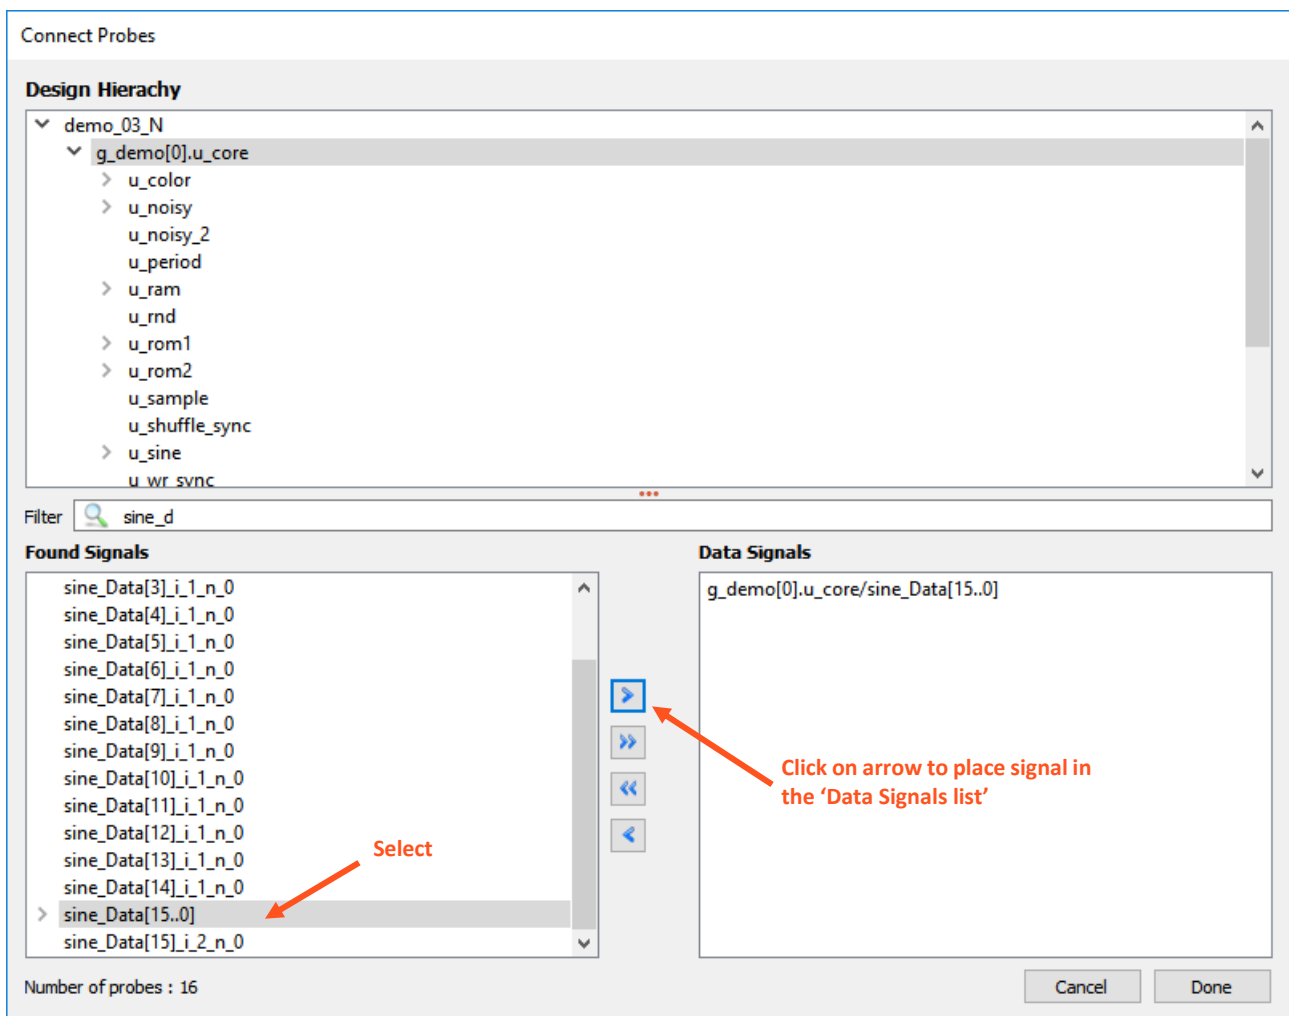 Connect Probes
Design Hierachy
demo_03_N
g_demo[0].u_core
u_color
u_noisy
u_noisy_2
u_period
u_ram
u_rnd
u_rom1
u_rom2
u_sample
u_shuffle_sync
u_sine
u_wr_sync
Filter sine_d
Found Signals
sine_Data[3]_i_1_n_0
sine_Data[4]_i_1_n_0
sine_Data[5]_i_1_n_0
sine_Data[6]_i_1_n_0
sine_Data[7]_i_1_n_0
sine_Data[8]_i_1_n_0
sine_Data[9]_i_1_n_0
sine_Data[10]_i_1_n_0
sine_Data[11]_i_1_n_0
sine_Data[12]_i_1_n_0
sine_Data[13]_i_1_n_0
sine_Data[14]_i_1_n_0
sine_Data[15..0]
sine_Data[15]_i_2_n_0
Select
Data Signals
g_demo[0].u_core/sine_Data[15..0]
Click on arrow to place signal in
the ‘Data Signals list’
Number of probes : 16
Cancel
Done